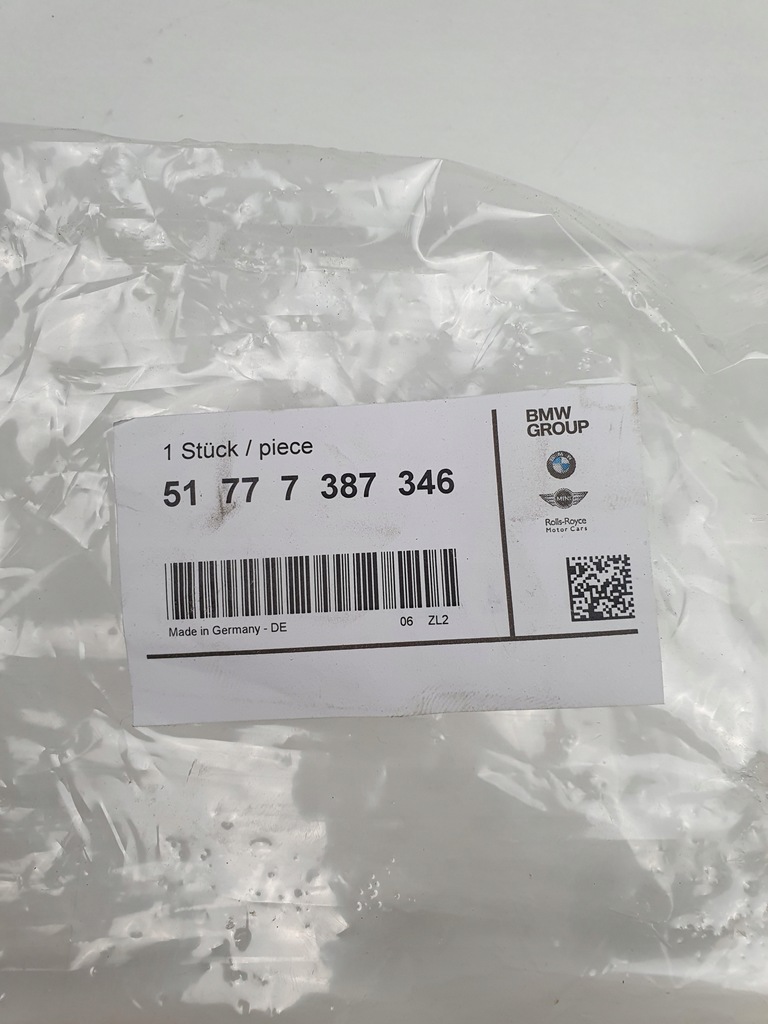 1 Stück / piece
51 77 7 387 346
Made in Germany - DE
06 ZL2
BMW
GROUP
BMW
MINI
Rolls-Royce
Motor Cars